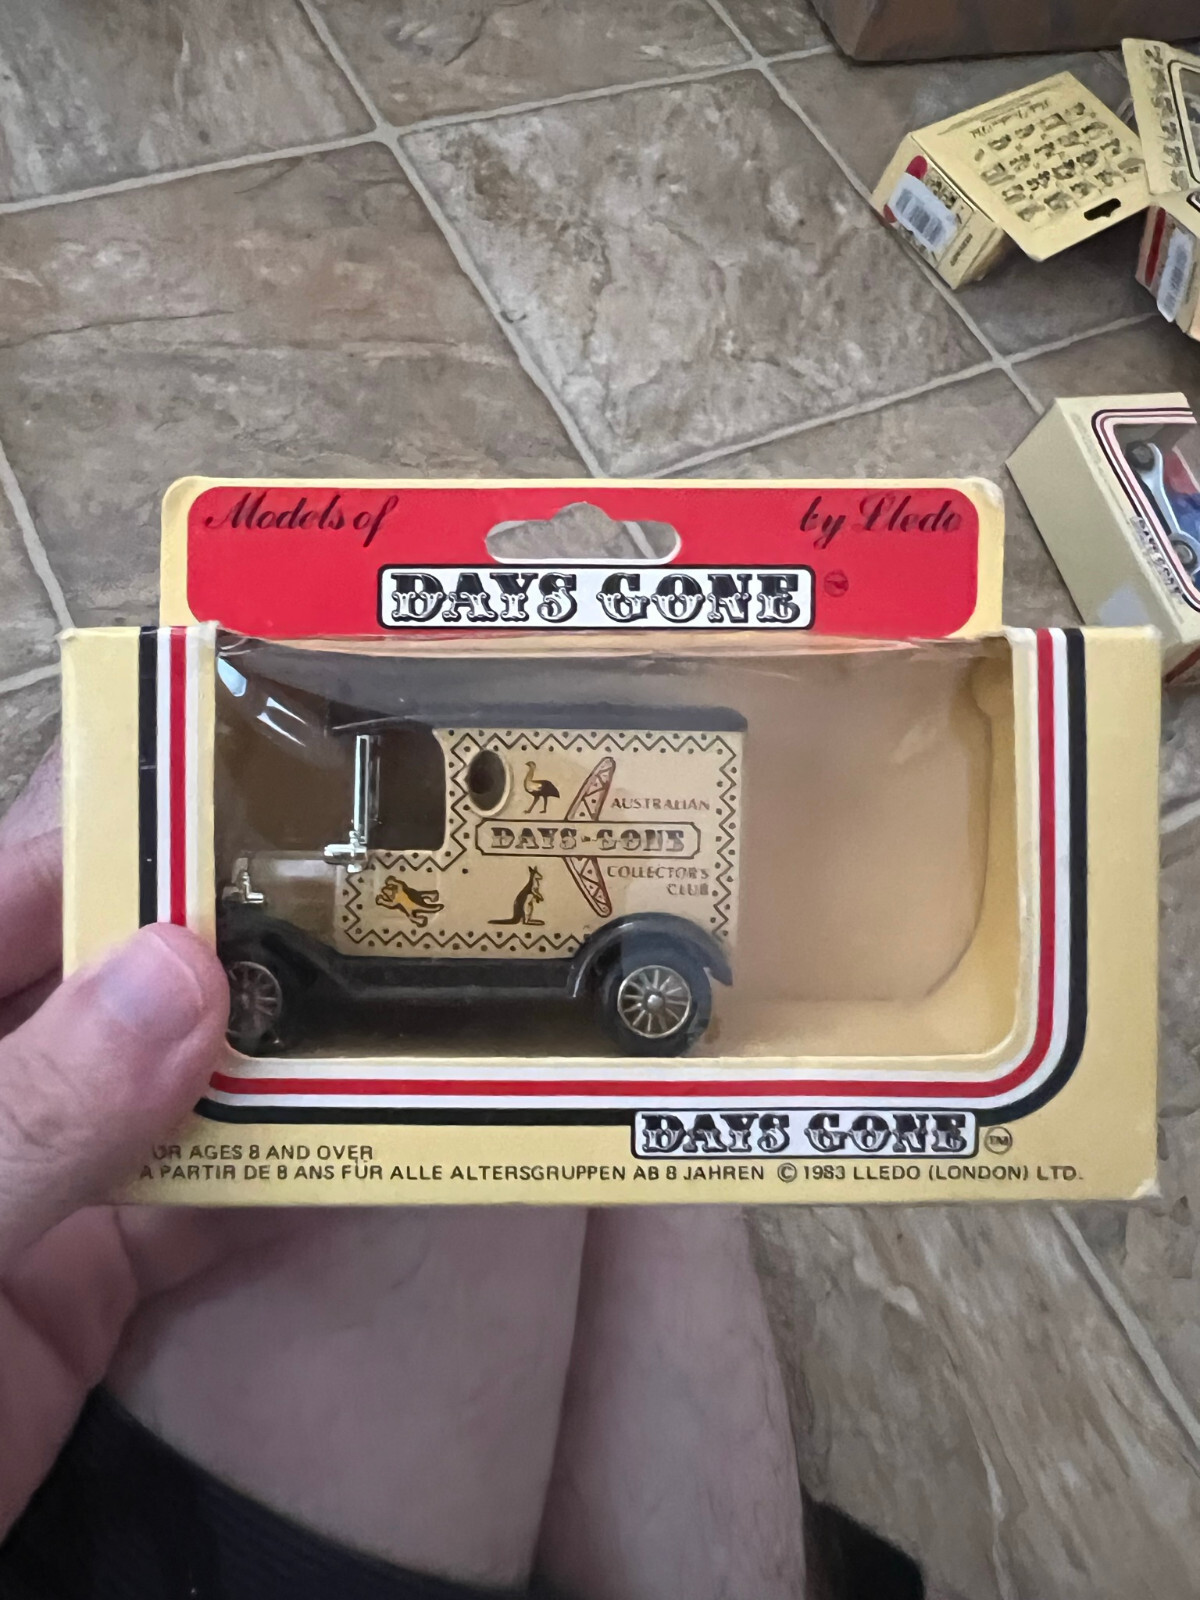 Models of
by Lledo
DAYS GONE
AUSTRALIAN
DAYS-GONE
COLLECTOR'S
CLUB
DAYS GONE TM
OR AGES 8 AND OVER
A PARTIR DE 8 ANS FÜR ALLE ALTERSGRUPPEN AB 8 JAHREN © 1983 LLEDO (LONDON) LTD.